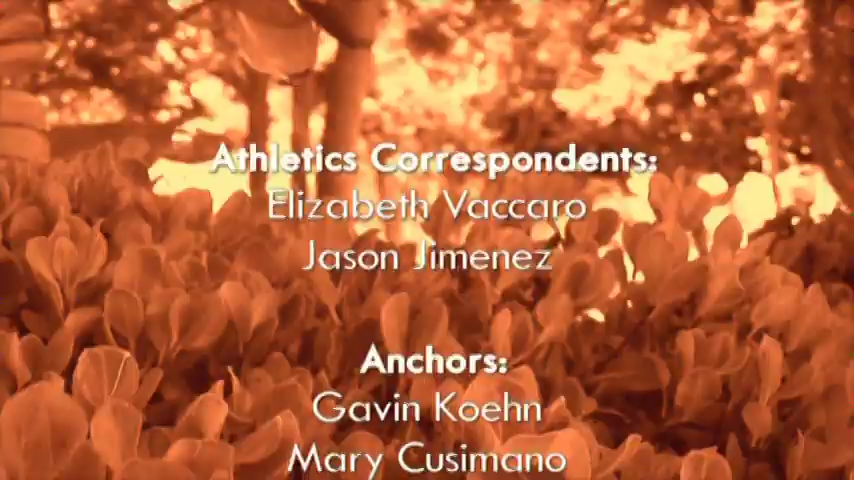 Athletics Correspondents:
Elizabeth Vaccaro
Jason Jimenez
Anchors:
Gavin Koehn
Mary Cusimano